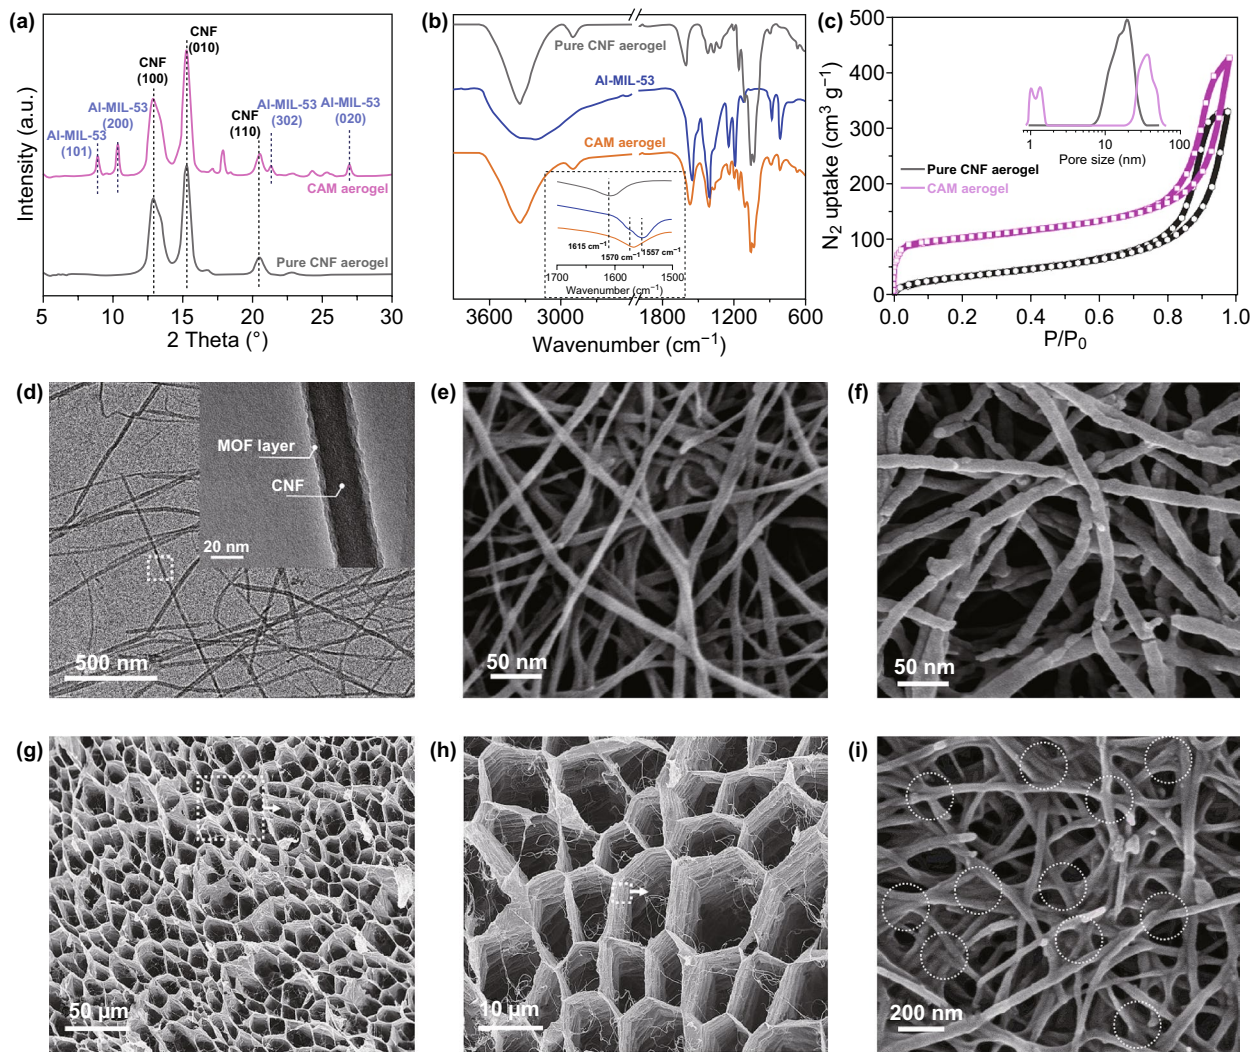 (a)
Intensity (a.u.)
CNF
(010)
CNF
(100)
Al-MIL-53
(200)
Al-MIL-53
(101)
CNF
(110)
Al-MIL-53
(302)
Al-MIL-53
(020)
CAM aerogel
Pure CNF aerogel
5 10 15 20 25 30
2 Theta (°)
(b)
Pure CNF aerogel
Al-MIL-53
CAM aerogel
1615 cm−1
1570 cm−1
1557 cm−1
1700 1600 1500
Wavenumber (cm−1)
3800 3000 1800 1400 1000 600
Wavenumber (cm−1)
(c)
N2 uptake (cm3 g−1)
500
400
300
200
100
0
1 10 100
Pore size (nm)
Pure CNF aerogel
CAM aerogel
0.0 0.2 0.4 0.6 0.8 1.0
P/P0
(d)
MOF layer
CNF
20 nm
500 nm
(e)
50 nm
(f)
50 nm
(g)
50 µm
(h)
10 µm
(i)
200 nm